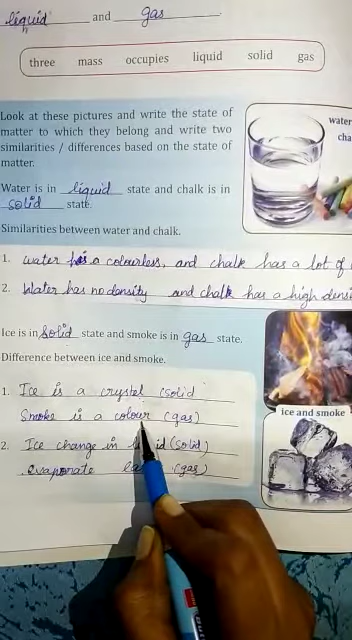 liquid and gas
three mass occupies liquid solid gas
Look at these pictures and write the state of
matter to which they belong and write two
similarities / differences based on the state of
matter.
water
cha
Water is in liquid state and chalk is in
solid state.
Similarities between water and chalk.
1. water is a colourless, and chalk has a lot of
2. Water has no density and chalk has a high densi
Ice is in solid state and smoke is in gas state.
Difference between ice and smoke.
1. Ice is a crystel (solid
Smoke is a colour (gas)
ice and smoke
2. Ice change in id (solid)
evaporate (gas)